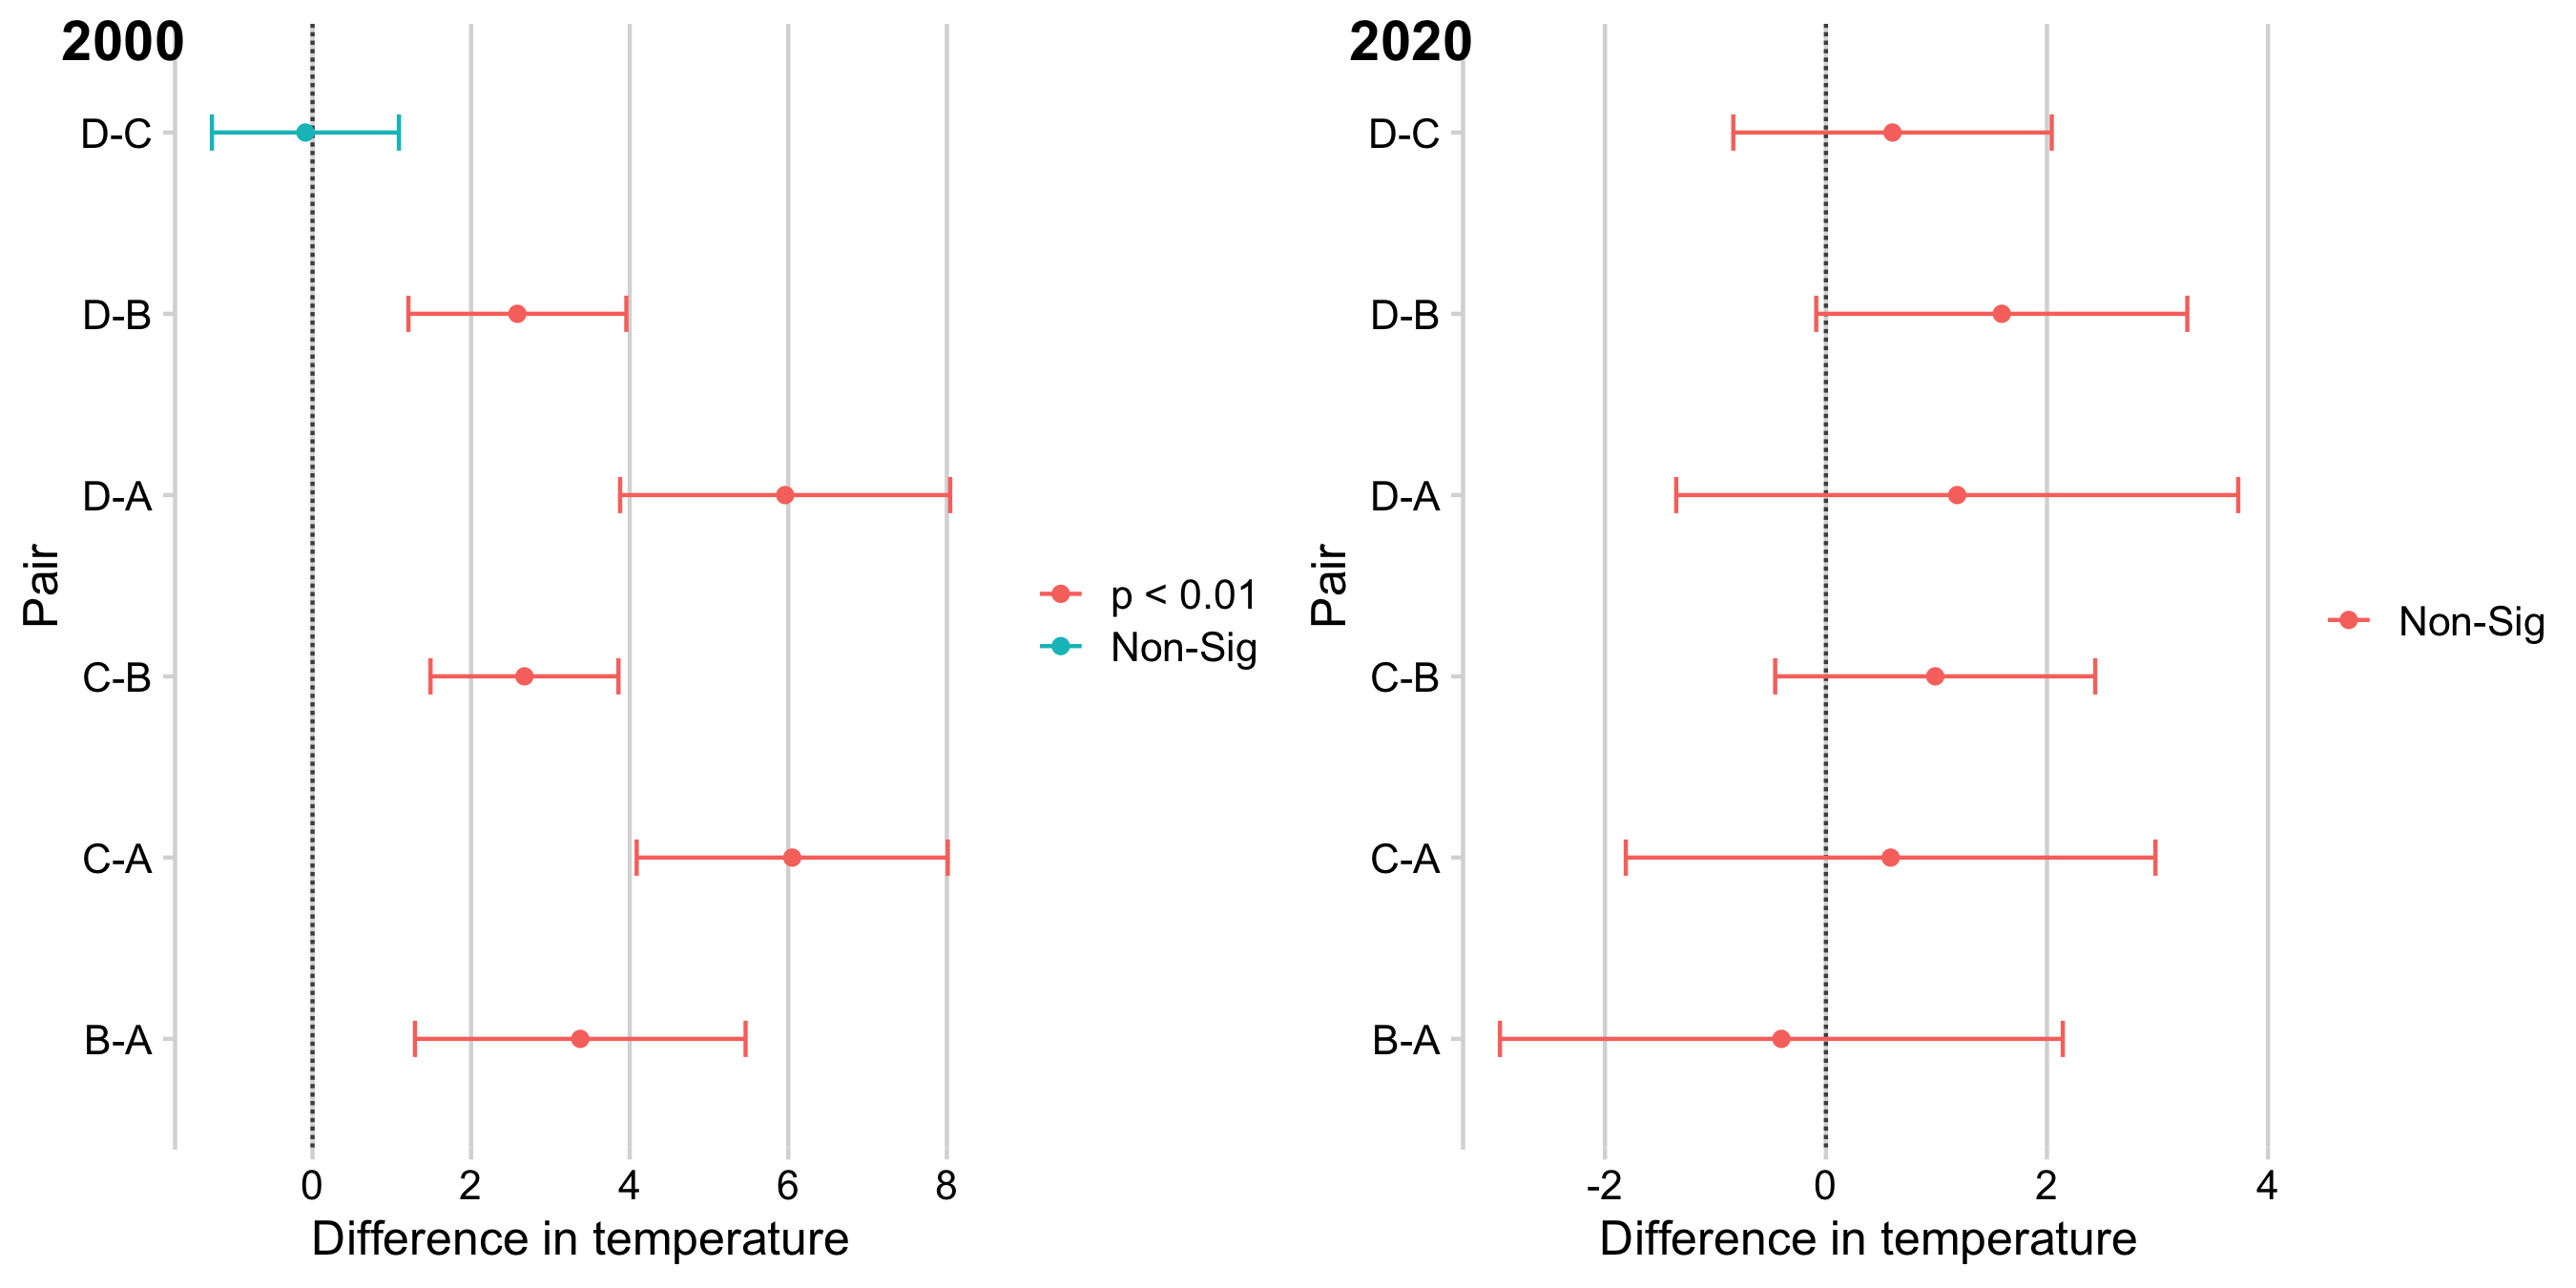 2000
D-C
D-B
D-A
C-B
C-A
B-A
Pair
0 2 4 6 8
Difference in temperature
p < 0.01
Non-Sig
2020
D-C
D-B
D-A
C-B
C-A
B-A
Pair
-2 0 2 4
Difference in temperature
Non-Sig